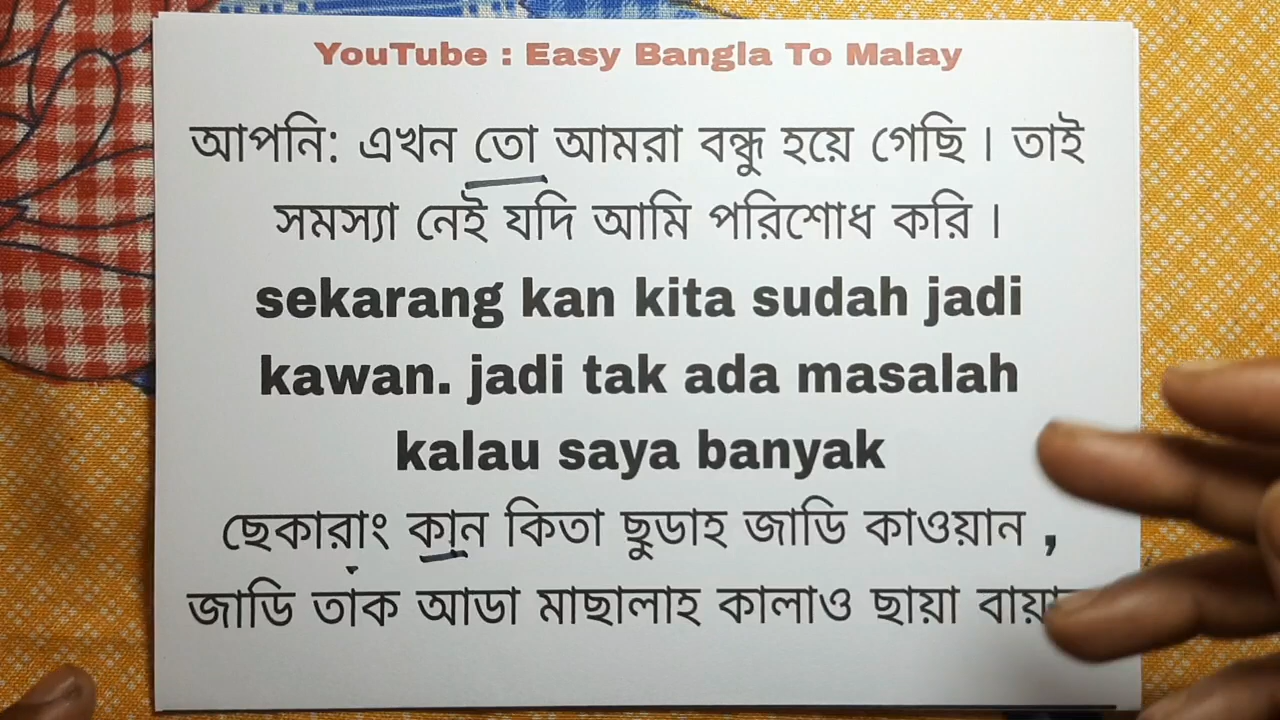 YouTube : Easy Bangla To Malay
আপনি: এখন তো আমরা বন্ধু হয়ে গেছি । তাই
সমস্যা নেই যদি আমি পরিশোধ করি ।
sekarang kan kita sudah jadi
kawan. jadi tak ada masalah
kalau saya banyak
ছেকারাং কান কিতা ছুডাহ জাডি কাওয়ান ,
জাডি তাক আডা মাছালাহ কালাও ছায়া